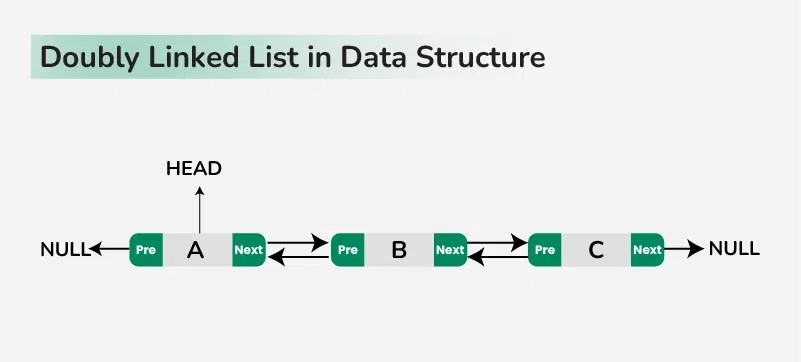 Doubly Linked List in Data Structure
HEAD
NULL Pre A Next Pre B Next Pre C Next NULL